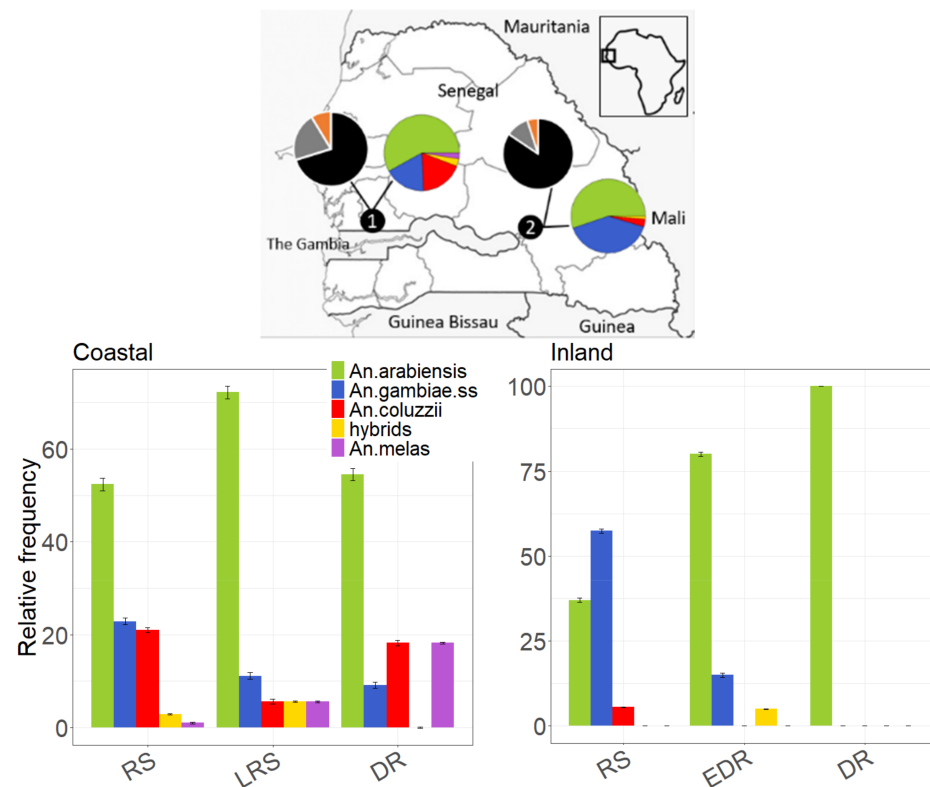 Mauritania
Senegal
1
2
Mali
The Gambia
Guinea Bissau
Guinea
Coastal
Inland
An.arabiensis
An.gambiae.ss
An.coluzzii
hybrids
An.melas
Relative frequency
60
40
20
0
RS
LRS
DR
100
75
50
25
0
RS
EDR
DR